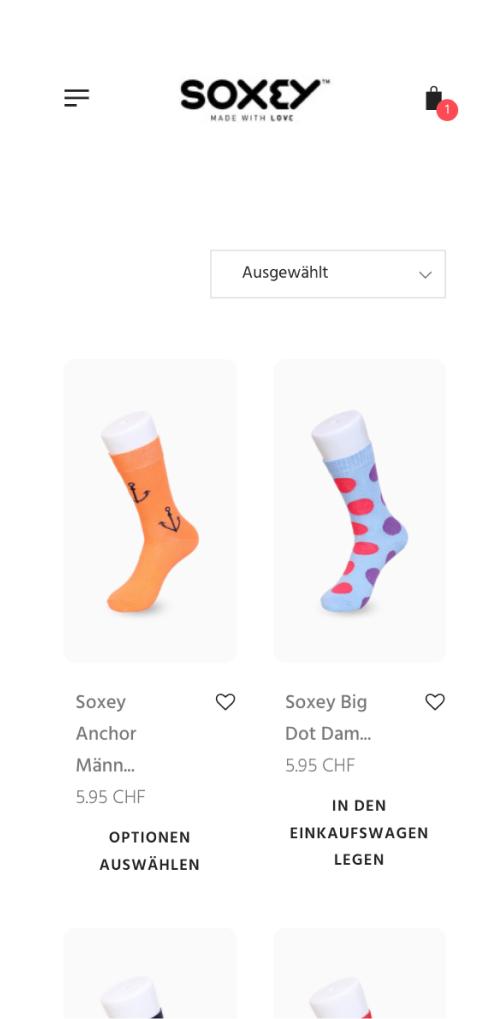 SOXEY™
MADE WITH LOVE
1
Ausgewählt
Soxey
Anchor
Männ...
5.95 CHF
OPTIONEN
AUSWÄHLEN
Soxey Big
Dot Dam...
5.95 CHF
IN DEN
EINKAUFSWAGEN
LEGEN